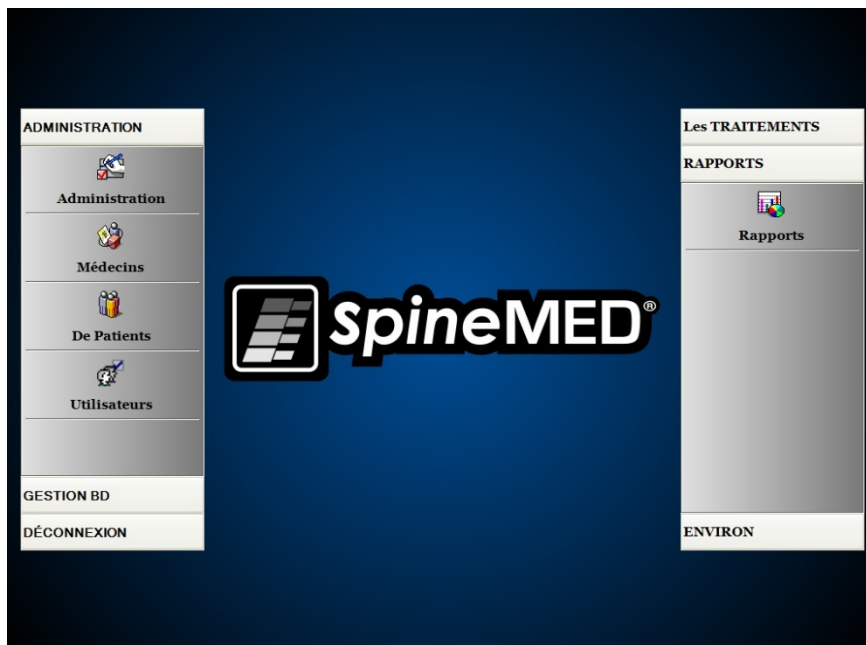 ADMINISTRATION
Administration
Médecins
De Patients
Utilisateurs
GESTION BD
DÉCONNEXION
SpineMED®
Les TRAITEMENTS
RAPPORTS
Rapports
ENVIRON